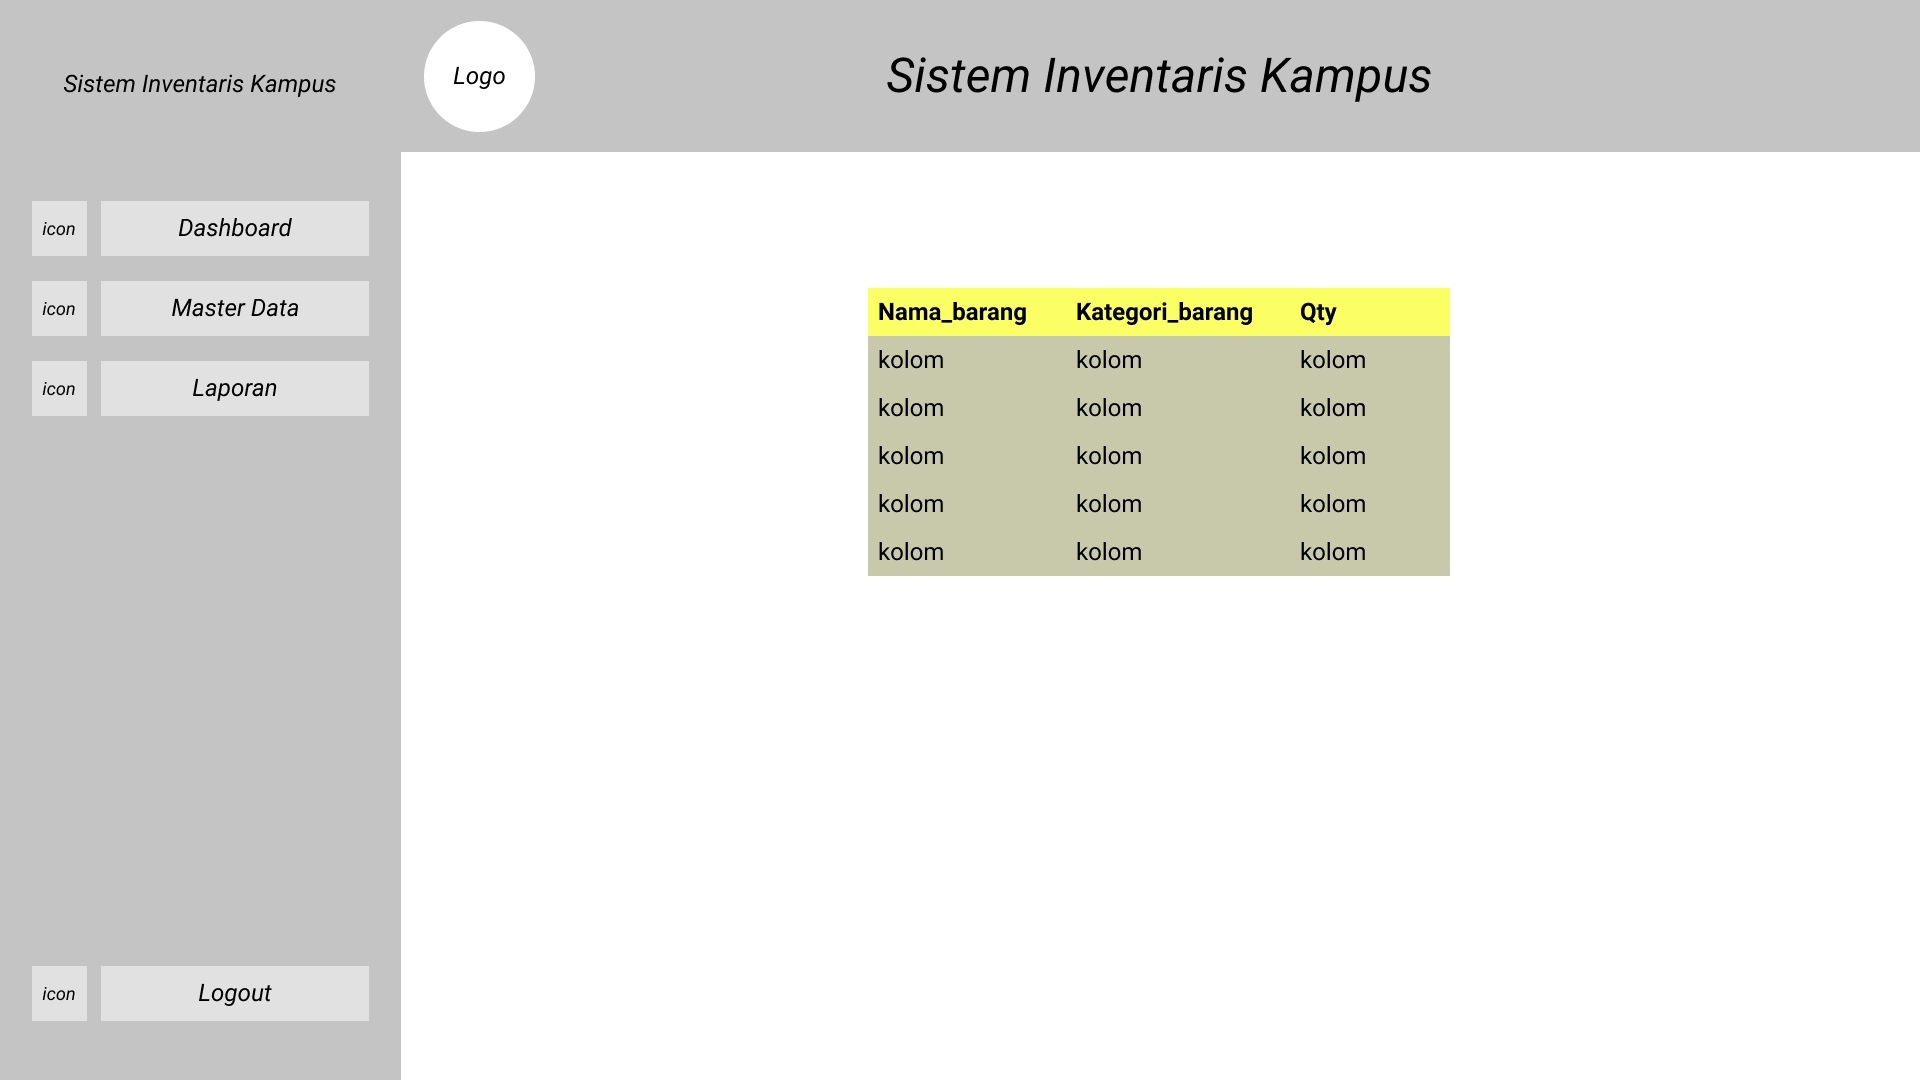 Sistem Inventaris Kampus
Logo
Sistem Inventaris Kampus
icon Dashboard
icon Master Data
icon Laporan
icon Logout
Nama_barang Kategori_barang Qty
kolom kolom kolom
kolom kolom kolom
kolom kolom kolom
kolom kolom kolom
kolom kolom kolom